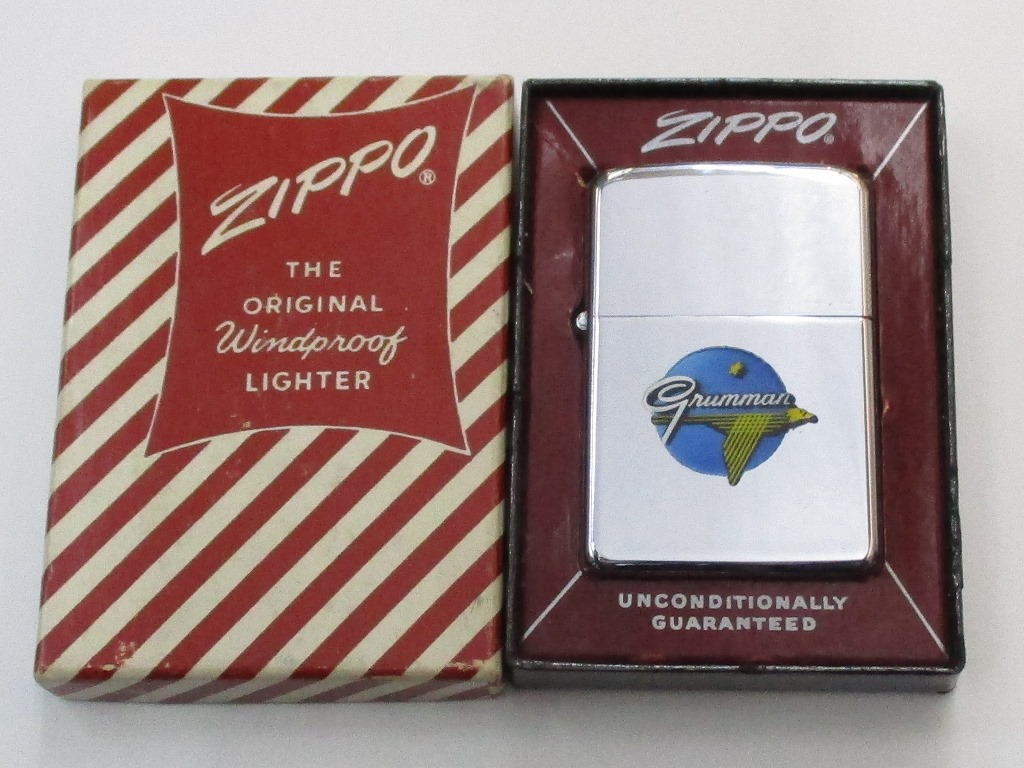 ZIPPO®
THE
ORIGINAL
Windproof
LIGHTER
ZIPPO®
Grumman
UNCONDITIONALLY
GUARANTEED